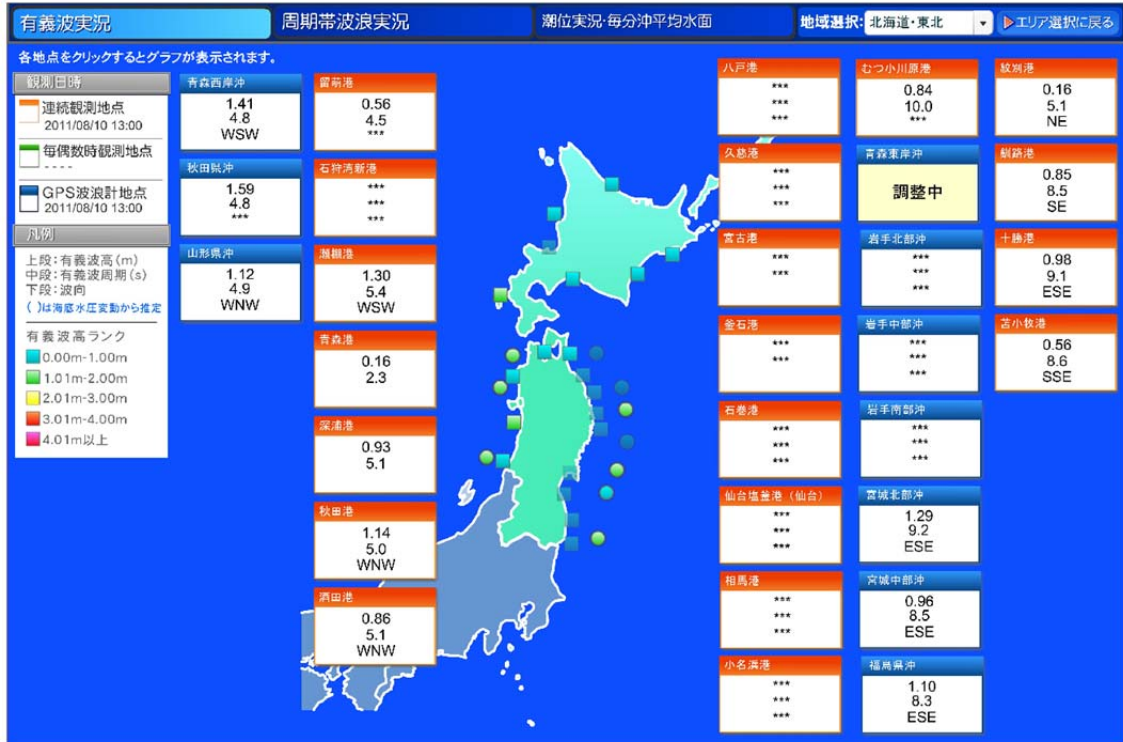 有義波実況
周期帯波浪実況
潮位実況・毎分沖平均水面
地域選択:北海道・東北
エリア選択に戻る
各地点をクリックするとグラフが表示されます。
観測日時
連続観測地点
2011/08/10 13:00
毎偶数時観測地点
----
GPS波浪計地点
2011/08/10 13:00
凡例
上段:有義波高(m)
中段:有義波周期(s)
下段:波向
( )は海底水圧変動から推定
有義波高ランク
0.00m-1.00m
1.01m-2.00m
2.01m-3.00m
3.01m-4.00m
4.01m以上
青森西岸沖
1.41
4.8
WSW
秋田県沖
1.59
4.8
***
山形県沖
1.12
4.9
WNW
留萌港
0.56
4.5
***
石狩湾新港
***
***
***
瀬棚港
1.30
5.4
WSW
青森港
0.16
2.3
深浦港
0.93
5.1
秋田港
1.14
5.0
WNW
酒田港
0.86
5.1
WNW
八戸港
***
***
***
久慈港
***
***
***
宮古港
***
***
釜石港
***
***
石巻港
***
***
***
仙台塩釜港(仙台)
***
***
***
相馬港
***
***
***
小名浜港
***
***
***
むつ小川原港
0.84
10.0
***
青森東岸沖
調整中
岩手北部沖
***
***
***
岩手中部沖
***
***
***
岩手南部沖
***
***
***
宮城北部沖
1.29
9.2
ESE
宮城中部沖
0.96
8.5
ESE
福島県沖
1.10
8.3
ESE
紋別港
0.16
5.1
NE
釧路港
0.85
8.5
SE
十勝港
0.98
9.1
ESE
苫小牧港
0.56
8.6
SSE